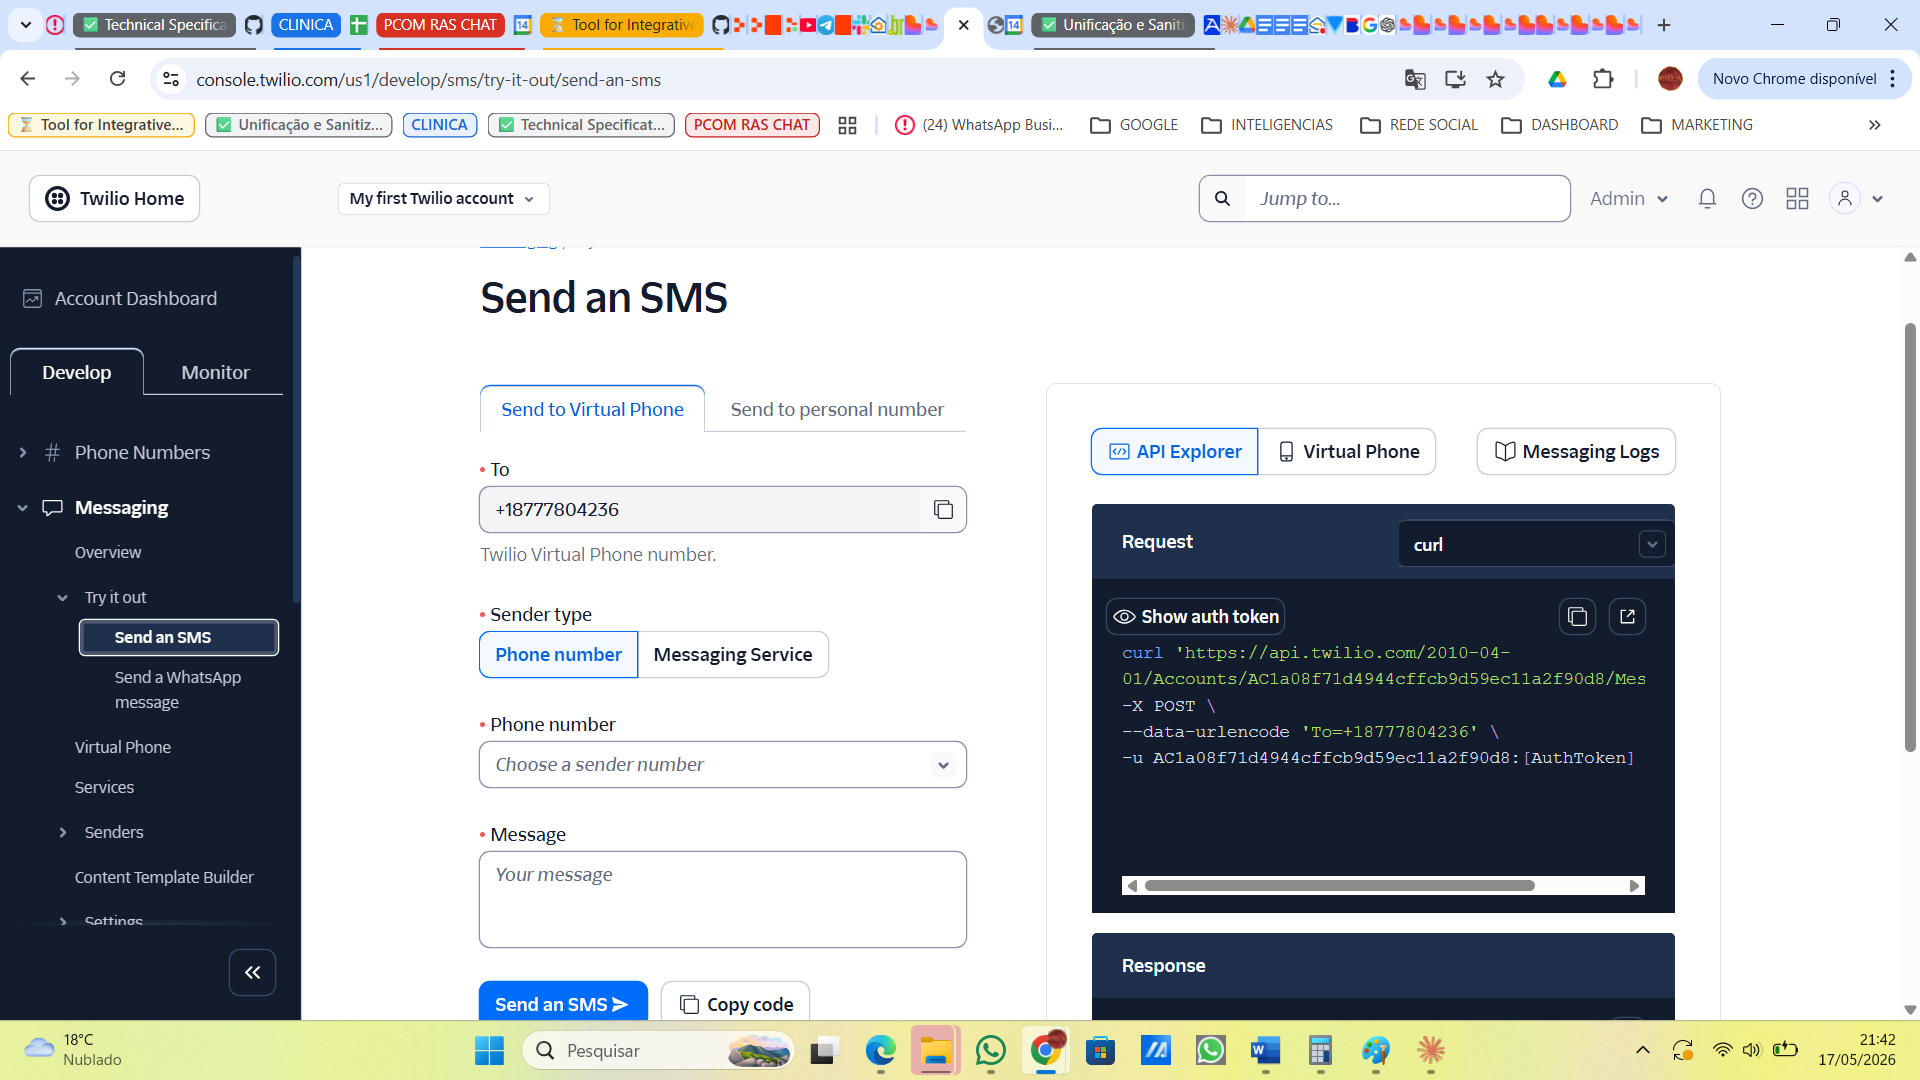 Technical Specifica
CLINICA
PCOM RAS CHAT
14
Tool for Integrative
14
Unificação e Saniti
console.twilio.com/us1/develop/sms/try-it-out/send-an-sms
Novo Chrome disponível
Tool for Integrative...
Unificação e Sanitiz...
CLINICA
Technical Specificat...
PCOM RAS CHAT
(24) WhatsApp Busi...
GOOGLE
INTELIGENCIAS
REDE SOCIAL
DASHBOARD
MARKETING
Twilio Home
My first Twilio account
Jump to...
Admin
Account Dashboard
Develop
Monitor
Phone Numbers
Messaging
Overview
Try it out
Send an SMS
Send a WhatsApp
message
Virtual Phone
Services
Senders
Content Template Builder
Settings
Send an SMS
Send to Virtual Phone
Send to personal number
• To
+18777804236
Twilio Virtual Phone number.
• Sender type
Phone number
Messaging Service
• Phone number
Choose a sender number
• Message
Your message
Send an SMS
Copy code
API Explorer
Virtual Phone
Messaging Logs
Request
curl
Show auth token
curl 'https://api.twilio.com/2010-04-
01/Accounts/AC1a08f71d4944cffcb9d59ec11a2f90d8/Mes
-X POST \
--data-urlencode 'To=+18777804236' \
-u AC1a08f71d4944cffcb9d59ec11a2f90d8:[AuthToken]
Response
18°C
Nublado
Pesquisar
21:42
17/05/2026